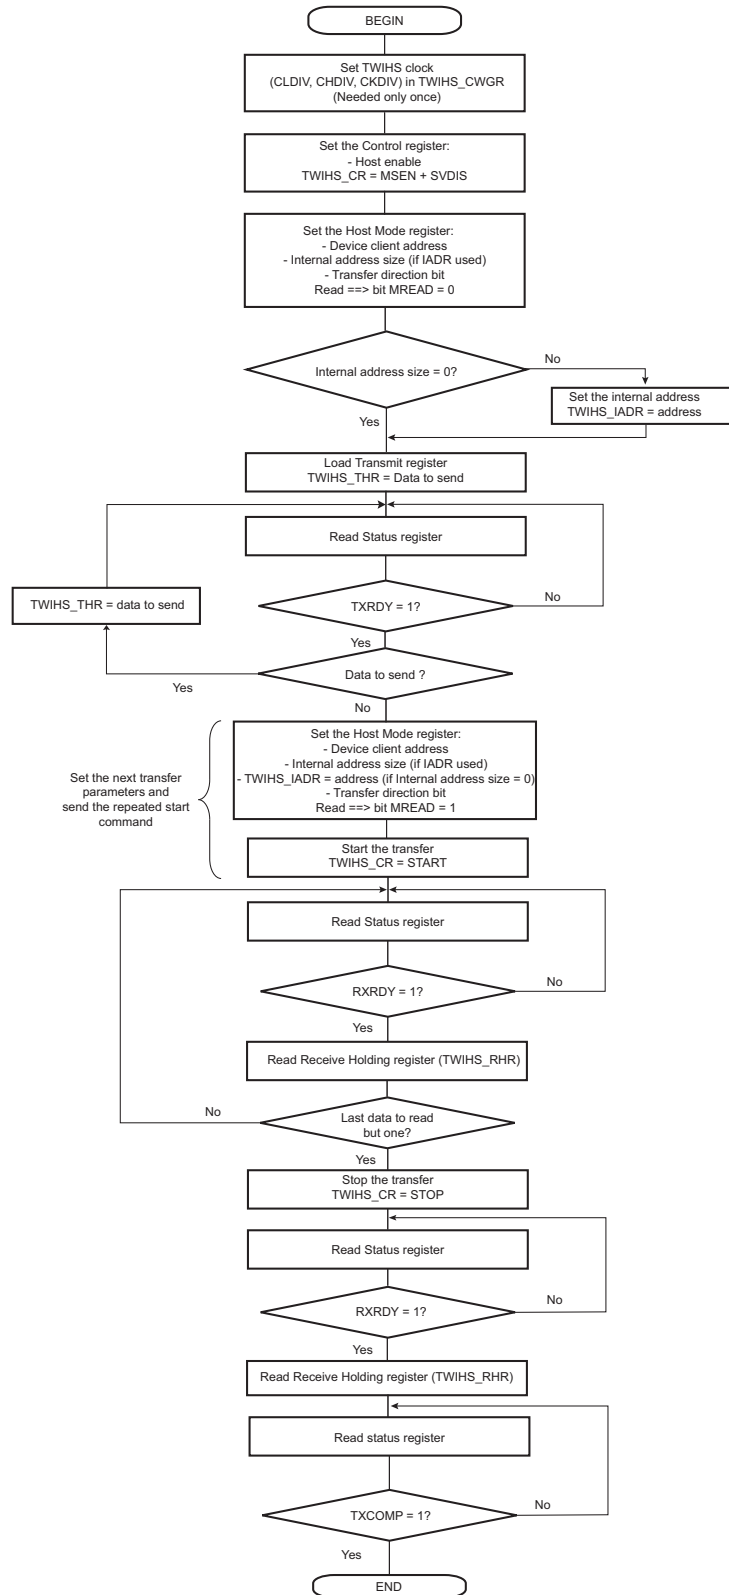 BEGIN
Set TWIHS clock
(CLDIV, CHDIV, CKDIV) in TWIHS_CWGR
(Needed only once)
Set the Control register:
- Host enable
TWIHS_CR = MSEN + SVDIS
Set the Host Mode register:
- Device client address
- Internal address size (if IADR used)
- Transfer direction bit
Read ==> bit MREAD = 0
Internal address size = 0?
No
Set the internal address
TWIHS_IADR = address
Yes
Load Transmit register
TWIHS_THR = Data to send
Read Status register
TWIHS_THR = data to send
TXRDY = 1?
No
Yes
Data to send ?
Yes
No
Set the next transfer
parameters and
send the repeated start
command
Set the Host Mode register:
- Device client address
- Internal address size (if IADR used)
- TWIHS_IADR = address (if Internal address size = 0)
- Transfer direction bit
Read ==> bit MREAD = 1
Start the transfer
TWIHS_CR = START
Read Status register
RXRDY = 1?
No
Yes
Read Receive Holding register (TWIHS_RHR)
No
Last data to read
but one?
Yes
Stop the transfer
TWIHS_CR = STOP
Read Status register
RXRDY = 1?
No
Yes
Read Receive Holding register (TWIHS_RHR)
Read status register
TXCOMP = 1?
No
Yes
END